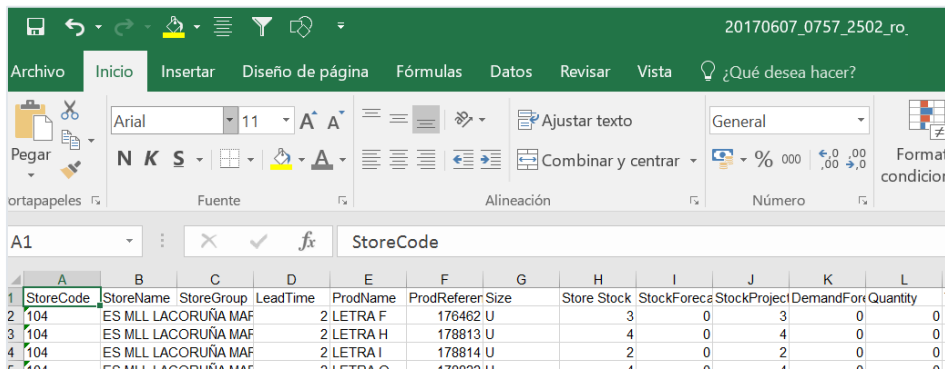 20170607_0757_2502_ro_
Archivo Inicio Insertar Diseño de página Fórmulas Datos Revisar Vista ¿Qué desea hacer?
Arial 11 A A Ajustar texto General
Pegar N K S A Combinar y centrar % 000 Format
condicion
ortapapeles Fuente Alineación Número
A1 fx StoreCode
A B C D E F G H I J K L
1 StoreCode StoreName StoreGroup LeadTime ProdName ProdReferen Size Store Stock StockForeca StockProject DemandFore Quantity
2 104 ES MLL LACORUÑA MAR 2 LETRA F 176462 U 3 0 3 0 0
3 104 ES MLL LACORUÑA MAR 2 LETRA H 178813 U 4 0 4 0 0
4 104 ES MLL LACORUÑA MAR 2 LETRA I 178814 U 2 0 2 0 0